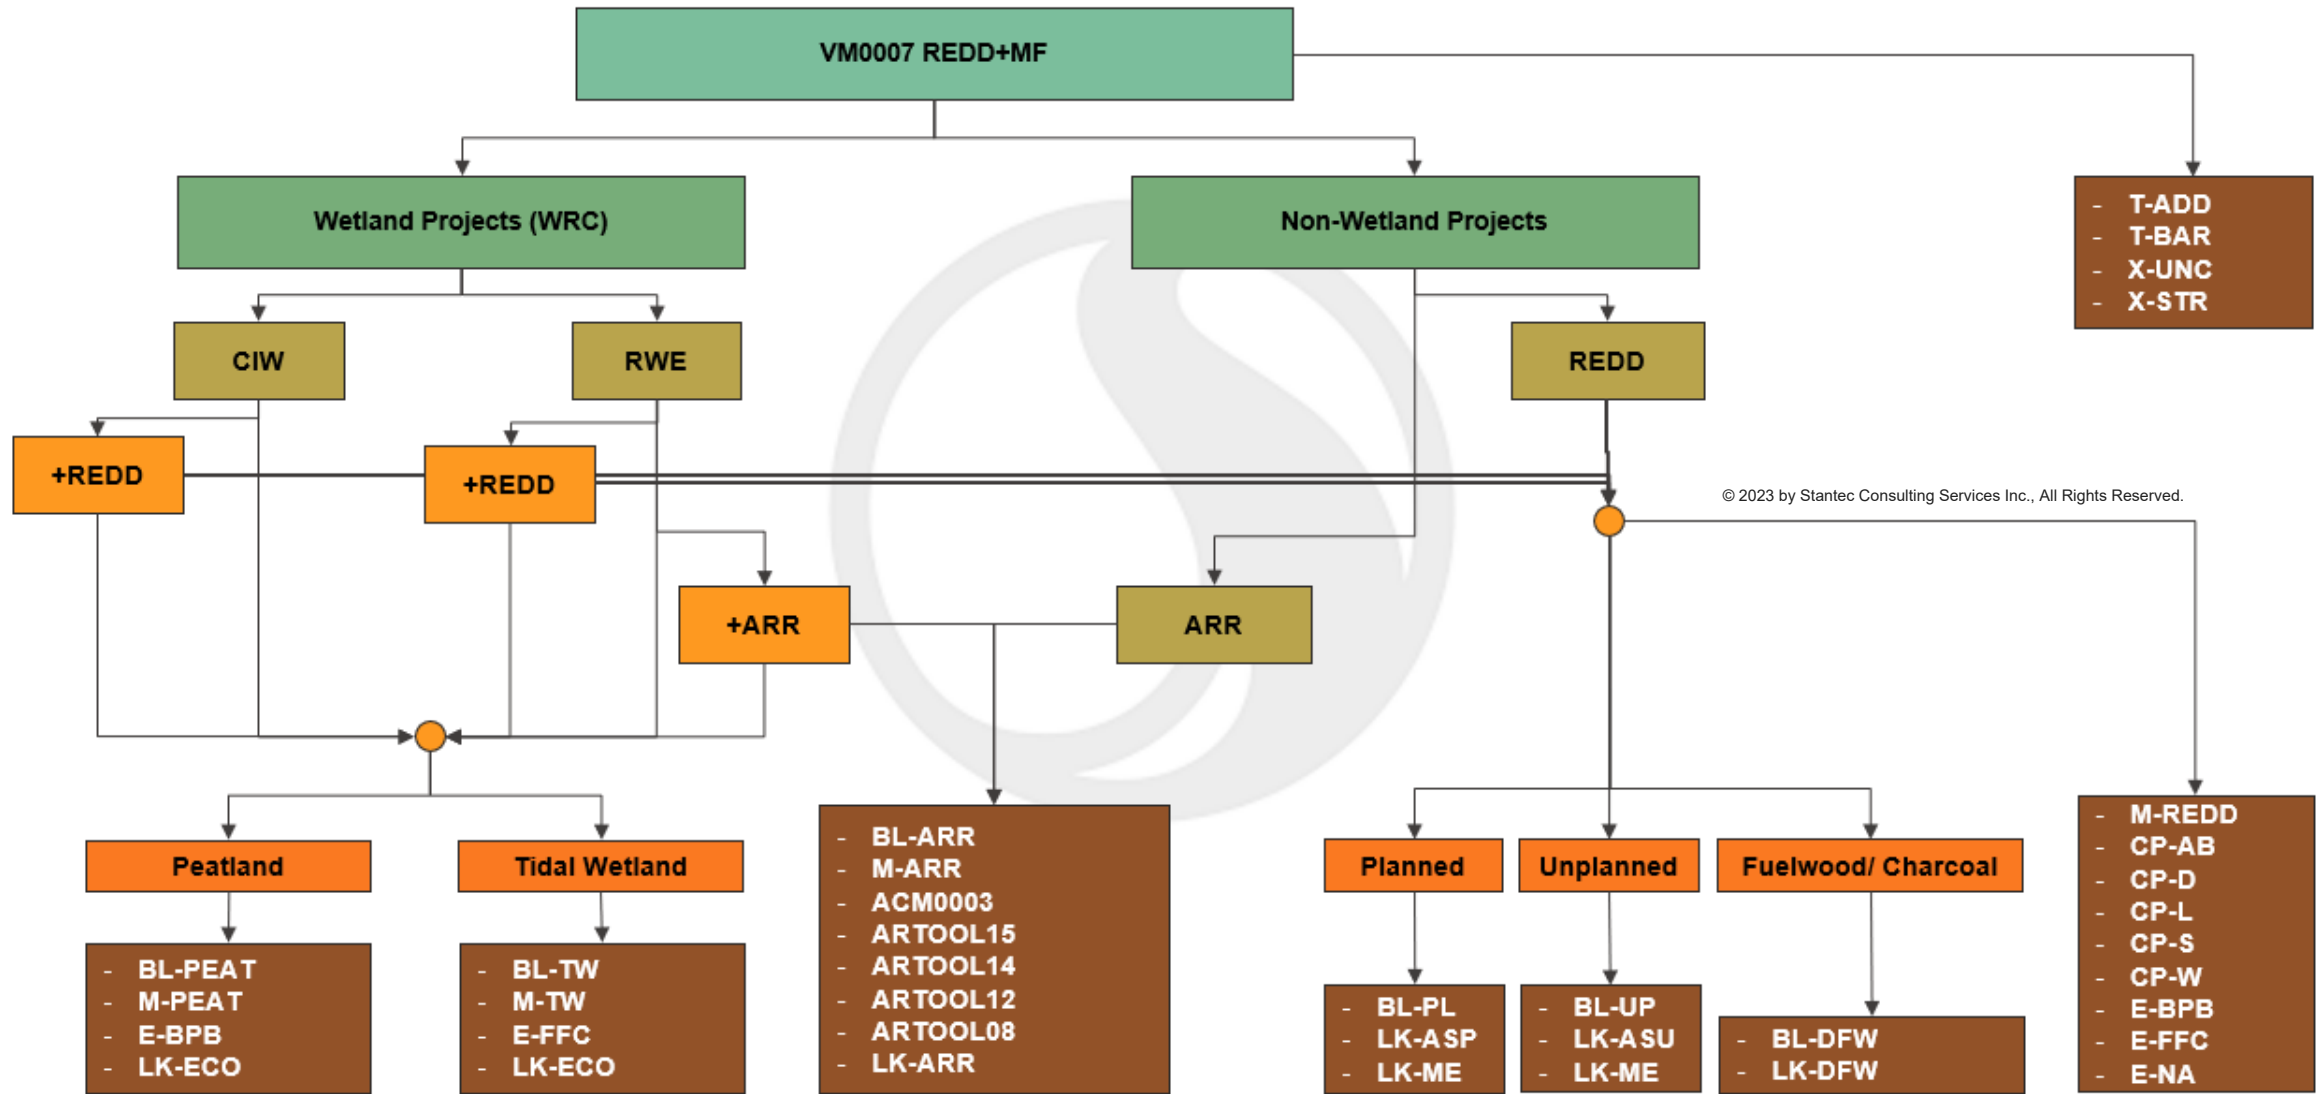 VM0007 REDD+MF
Wetland Projects (WRC)
Non-Wetland Projects
- T-ADD
- T-BAR
- X-UNC
- X-STR
CIW
RWE
REDD
+REDD
+REDD
© 2023 by Stantec Consulting Services Inc., All Rights Reserved.
+ARR
ARR
Peatland
Tidal Wetland
- BL-PEAT
- M-PEAT
- E-BPB
- LK-ECO
- BL-TW
- M-TW
- E-FFC
- LK-ECO
- BL-ARR
- M-ARR
- ACM0003
- ARTOOL15
- ARTOOL14
- ARTOOL12
- ARTOOL08
- LK-ARR
Planned
Unplanned
Fuelwood/ Charcoal
- BL-PL
- LK-ASP
- LK-ME
- BL-UP
- LK-ASU
- LK-ME
- BL-DFW
- LK-DFW
- M-REDD
- CP-AB
- CP-D
- CP-L
- CP-S
- CP-W
- E-BPB
- E-FFC
- E-NA